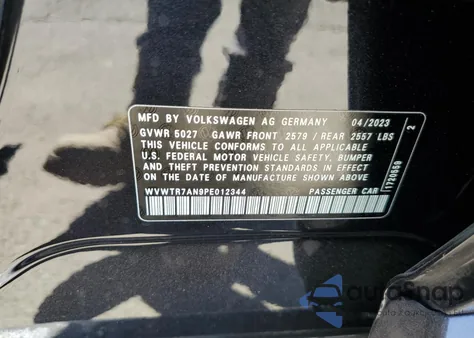 MFD BY VOLKSWAGEN AG GERMANY 04/2023
GVWR 5027 GAWR FRONT 2579 / REAR 2557 LBS
THIS VEHICLE CONFORMS TO ALL APPLICABLE
U.S. FEDERAL MOTOR VEHICLE SAFETY, BUMPER
AND THEFT PREVENTION STANDARDS IN EFFECT
ON THE DATE OF MANUFACTURE SHOWN ABOVE
WVWTR7AN9PE012344 PASSENGER CAR
2
autoSnap